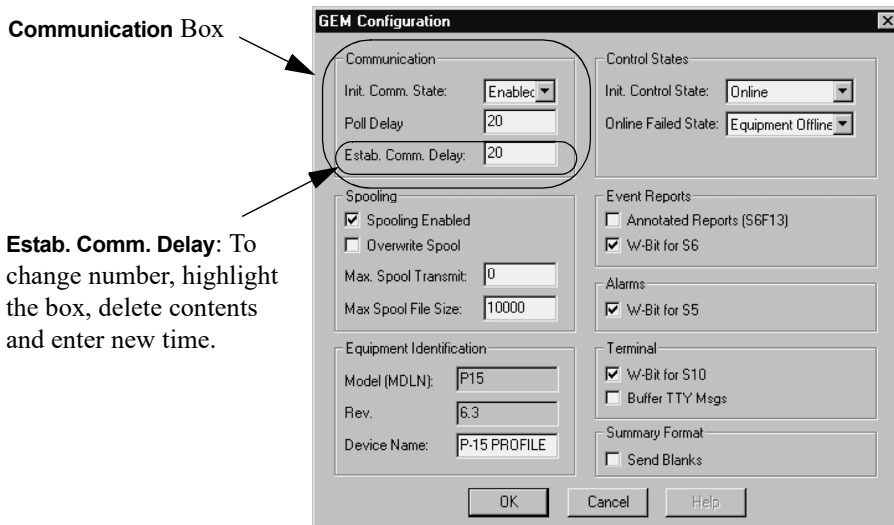 Communication Box
GEM Configuration
Communication
Init. Comm. State: Enabled
Poll Delay 20
Estab. Comm. Delay: 20
Control States
Init. Control State: Online
Online Failed State: Equipment Offline
Estab. Comm. Delay: To
change number, highlight
the box, delete contents
and enter new time.
Spooling
Spooling Enabled
Overwrite Spool
Max. Spool Transmit: 0
Max Spool File Size: 10000
Event Reports
Annotated Reports (S6F13)
W-Bit for S6
Alarms
W-Bit for S5
Equipment Identification
Model (MDLN): P15
Rev. 6.3
Device Name: P-15 PROFILE
Terminal
W-Bit for S10
Buffer TTY Msgs
Summary Format
Send Blanks
OK Cancel Help